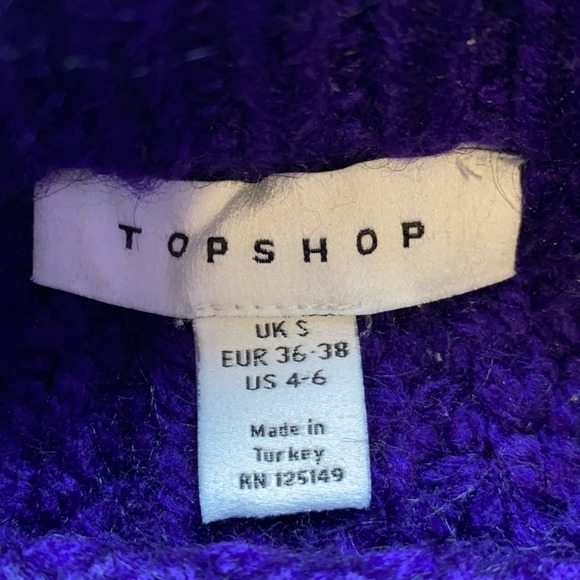 TOPSHOP
UK S
EUR 36-38
US 4-6
Made in
Turkey
RN 125149